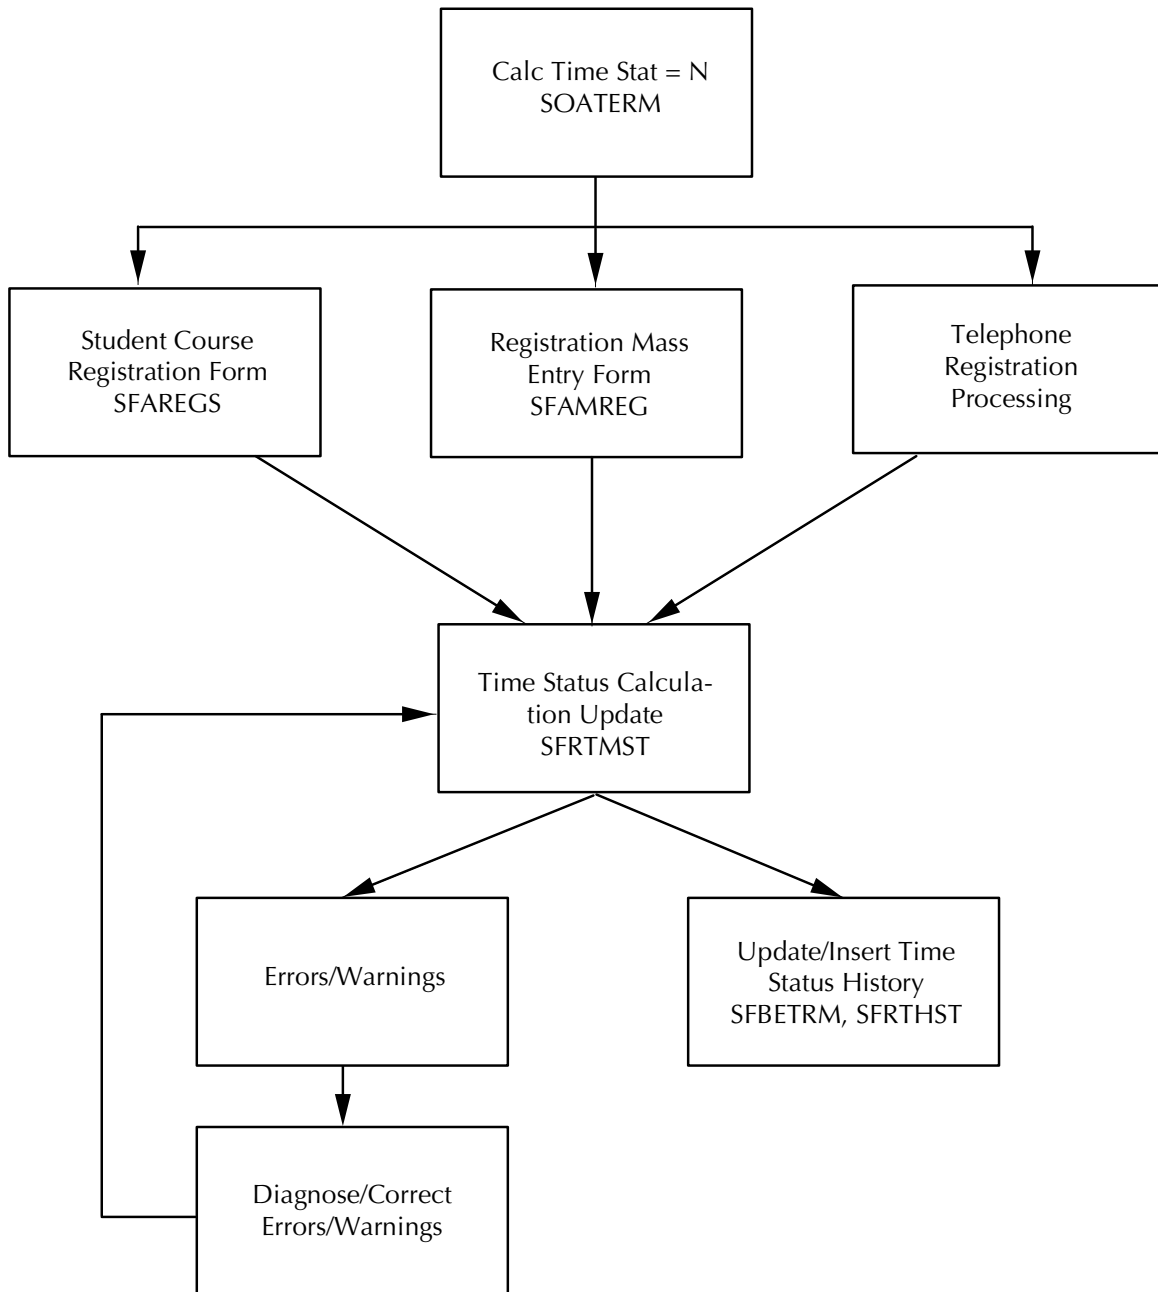 Calc Time Stat = N
SOATERM
Student Course
Registration Form
SFAREGS
Registration Mass
Entry Form
SFAMREG
Telephone
Registration
Processing
Time Status Calcula-
tion Update
SFRTMST
Errors/Warnings
Update/Insert Time
Status History
SFBETRM, SFRTHST
Diagnose/Correct
Errors/Warnings